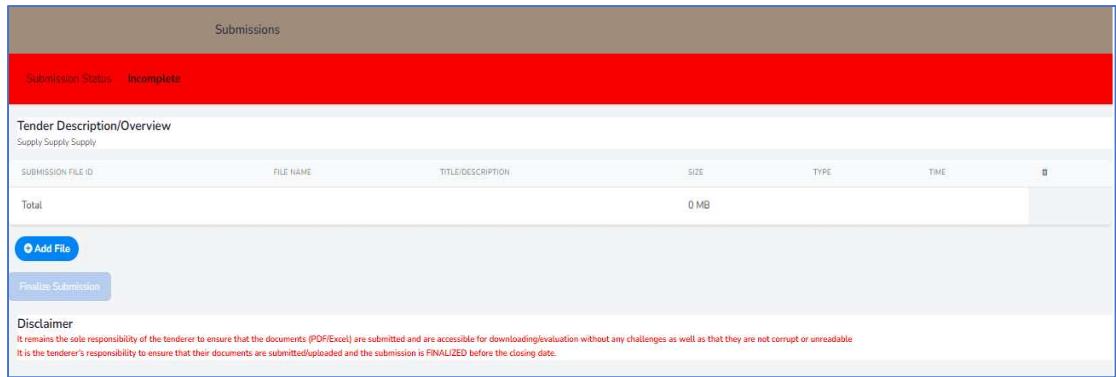 Submissions
Submission Status Incomplete
Tender Description/Overview
Supply Supply Supply
SUBMISSION FILE ID FILE NAME TITLE/DESCRIPTION SIZE TYPE TIME
Total 0 MB
Add File
Finalize Submission
Disclaimer
It remains the sole responsibility of the tenderer to ensure that the documents (PDF/Excel) are submitted and are accessible for downloading/evaluation without any challenges as well as that they are not corrupt or unreadable
It is the tenderer's responsibility to ensure that their documents are submitted/uploaded and the submission is FINALIZED before the closing date.